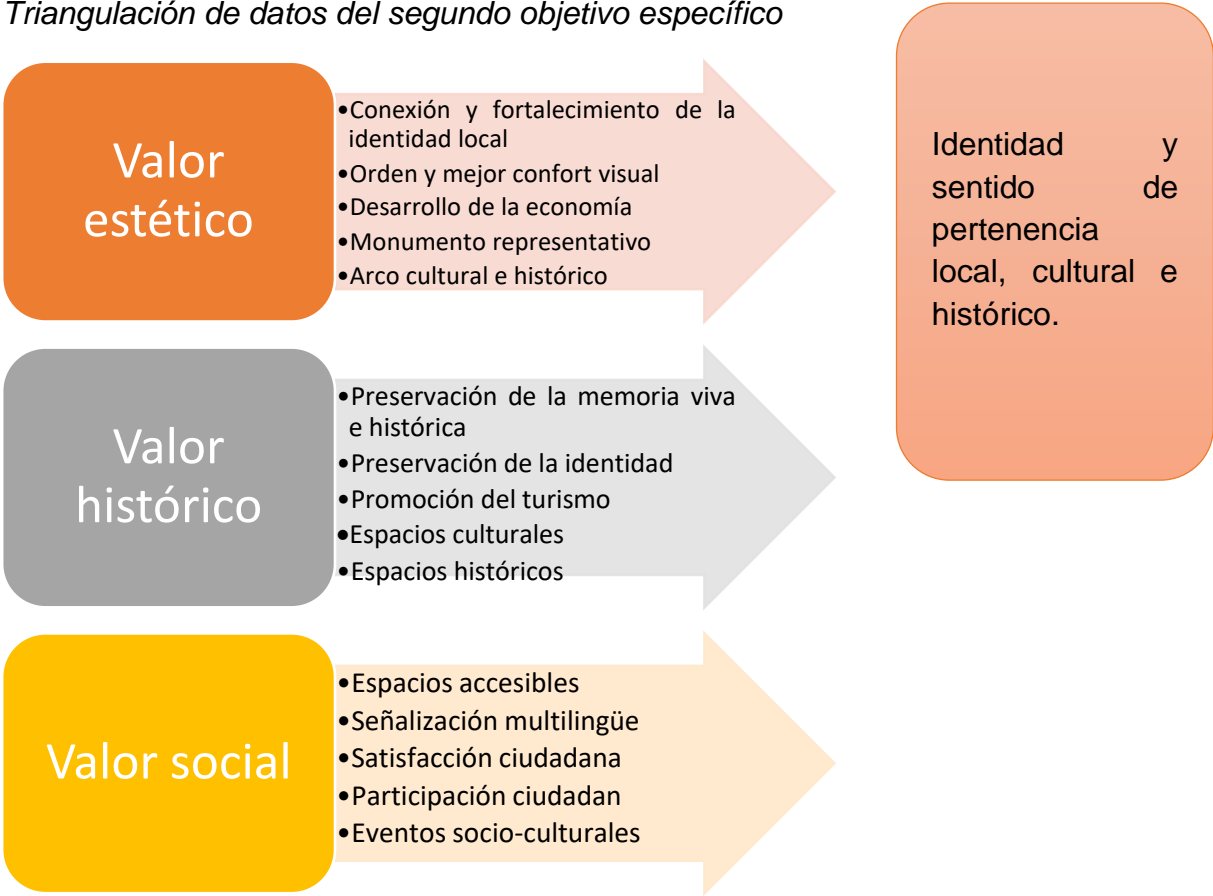 Triangulación de datos del segundo objetivo específico
Valor
estético
•Conexión y fortalecimiento de la
identidad local
•Orden y mejor confort visual
•Desarrollo de la economía
•Monumento representativo
•Arco cultural e histórico
Identidad y
sentido de
pertenencia
local, cultural e
histórico.
Valor
histórico
•Preservación de la memoria viva
e histórica
•Preservación de la identidad
•Promoción del turismo
•Espacios culturales
•Espacios históricos
Valor social
•Espacios accesibles
•Señalización multilingüe
•Satisfacción ciudadana
•Participación ciudadan
•Eventos socio-culturales